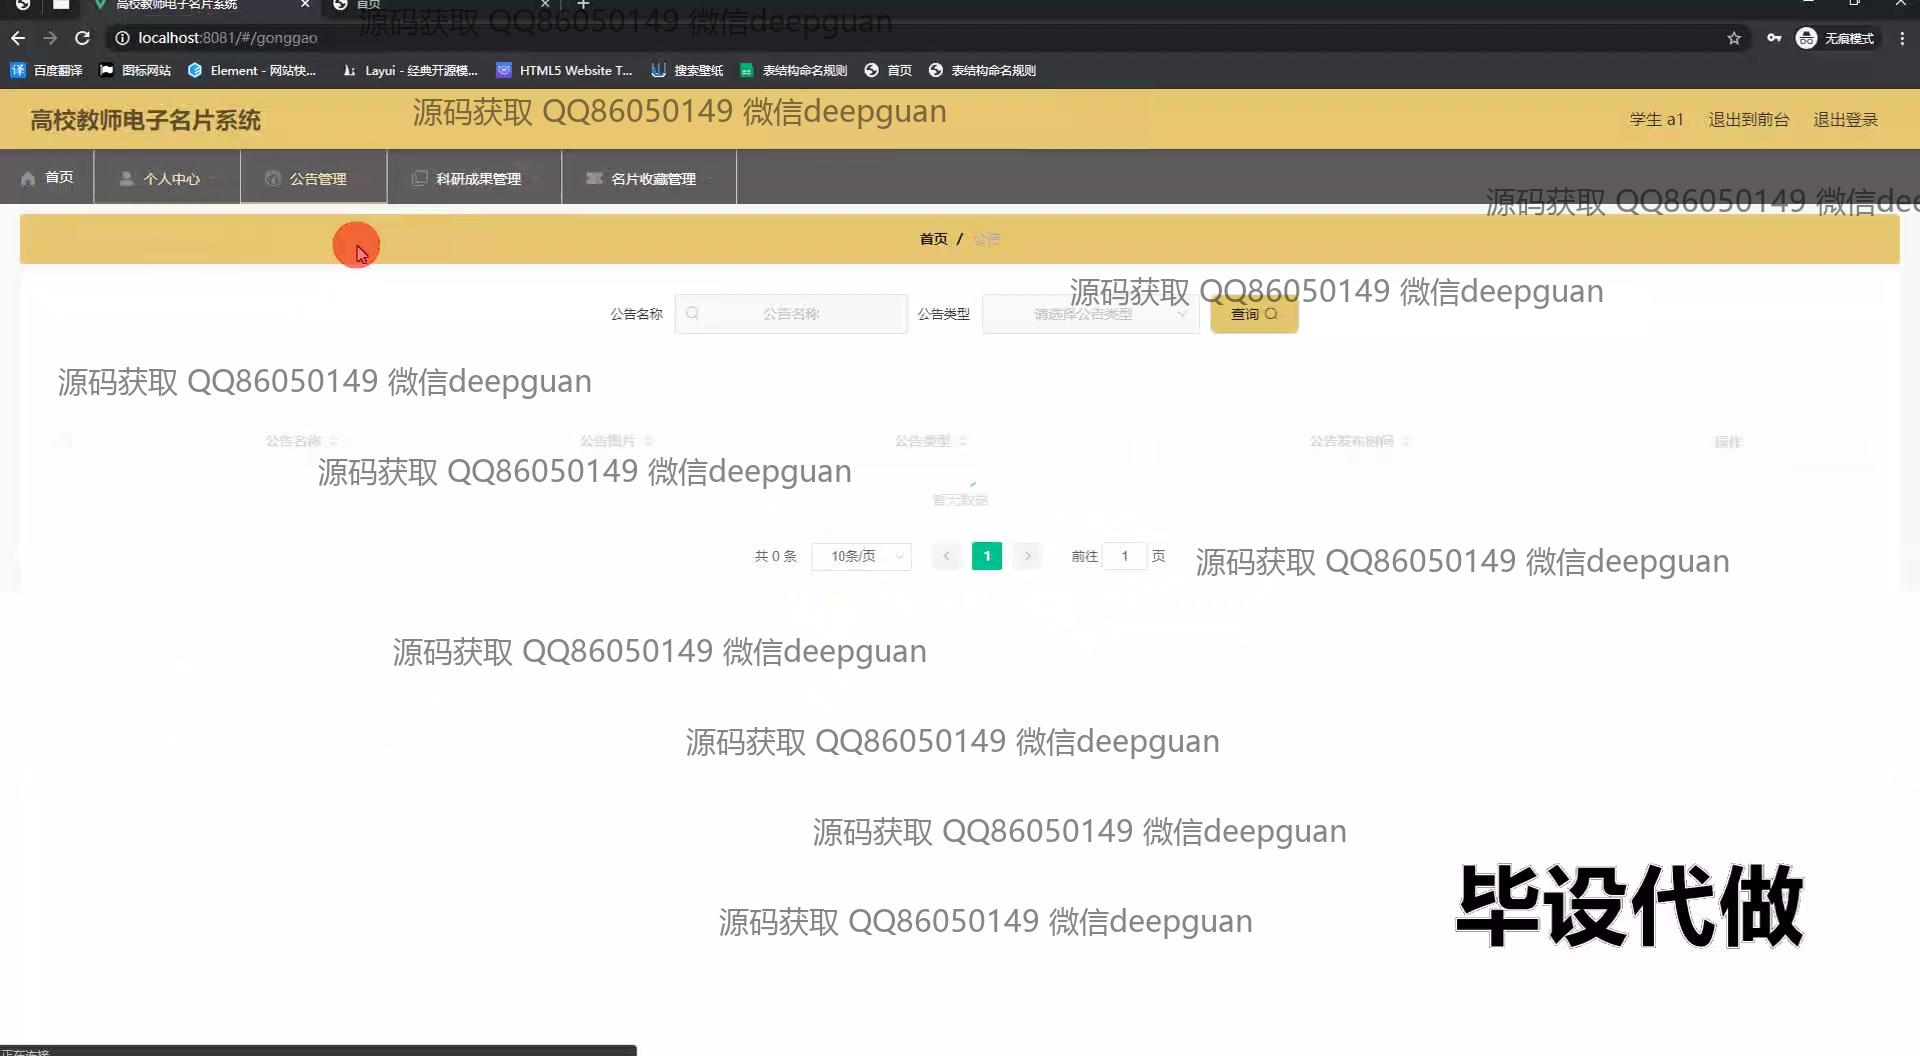 高校教师电子名片系统
首页
源码获取 QQ86050149 微信deepguan
localhost:8081/#/gonggao
无痕模式
百度翻译
图标网站
Element - 网站快...
Layui - 经典开源模...
HTML5 Website T...
搜索壁纸
表结构命名规则
首页
表结构命名规则
高校教师电子名片系统
源码获取 QQ86050149 微信deepguan
学生 a1
退出到前台
退出登录
首页
个人中心
公告管理
科研成果管理
名片收藏管理
源码获取 QQ86050149 微信dee
首页 / 公告
源码获取 QQ86050149 微信deepguan
公告名称
公告名称
公告类型
请选择公告类型
查询
源码获取 QQ86050149 微信deepguan
公告名称
公告图片
公告类型
公告发布时间
操作
源码获取 QQ86050149 微信deepguan
暂无数据
共 0 条
10条/页
1
前往 1 页
源码获取 QQ86050149 微信deepguan
源码获取 QQ86050149 微信deepguan
源码获取 QQ86050149 微信deepguan
源码获取 QQ86050149 微信deepguan
毕设代做
源码获取 QQ86050149 微信deepguan